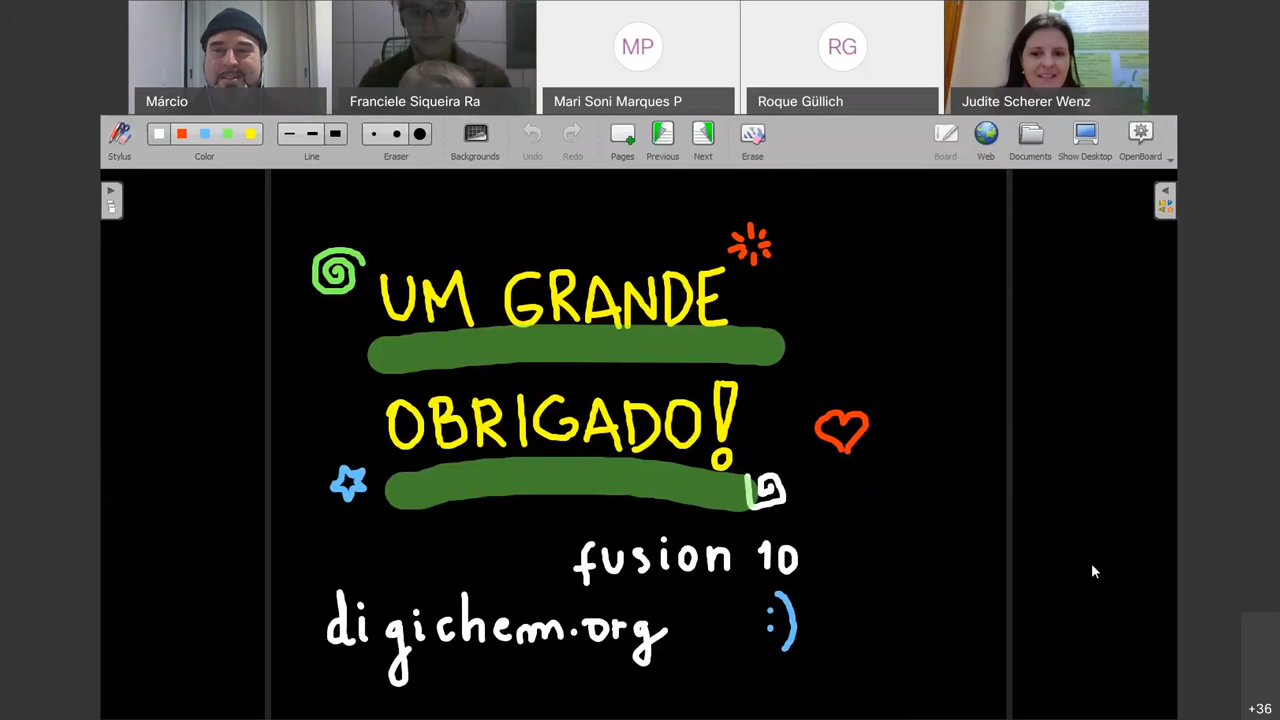 MP
RG
Márcio
Franciele Siqueira Ra
Mari Soni Marques P
Roque Güllich
Judite Scherer Wenz
Stylus
Color
Line
Eraser
Backgrounds
Undo
Redo
Pages
Previous
Next
Erase
Board
Web
Documents
Show Desktop
OpenBoard
UM GRANDE
OBRIGADO!
fusion 10
digichem.org :)
+36